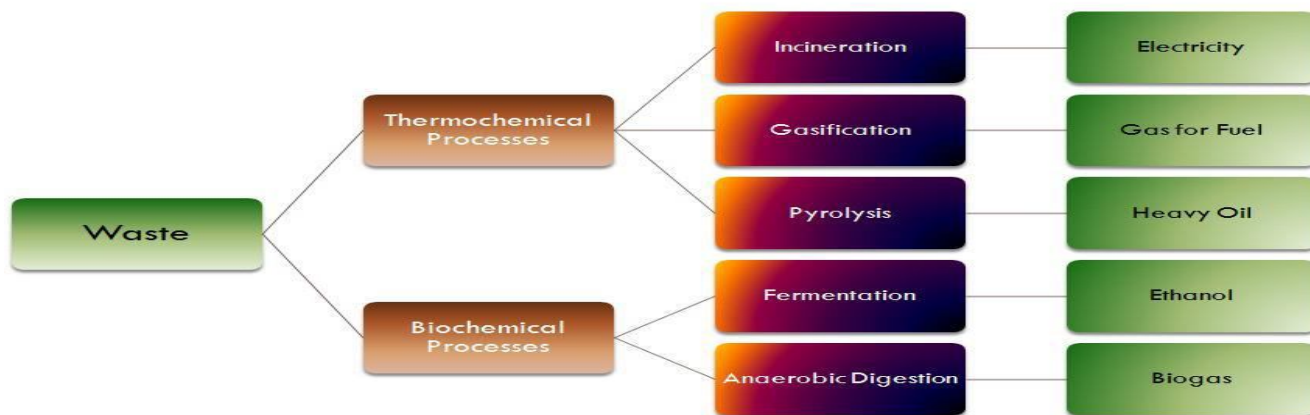 Waste
Thermochemical
Processes
Biochemical
Processes
Incineration
Gasification
Pyrolysis
Fermentation
Anaerobic Digestion
Electricity
Gas for Fuel
Heavy Oil
Ethanol
Biogas